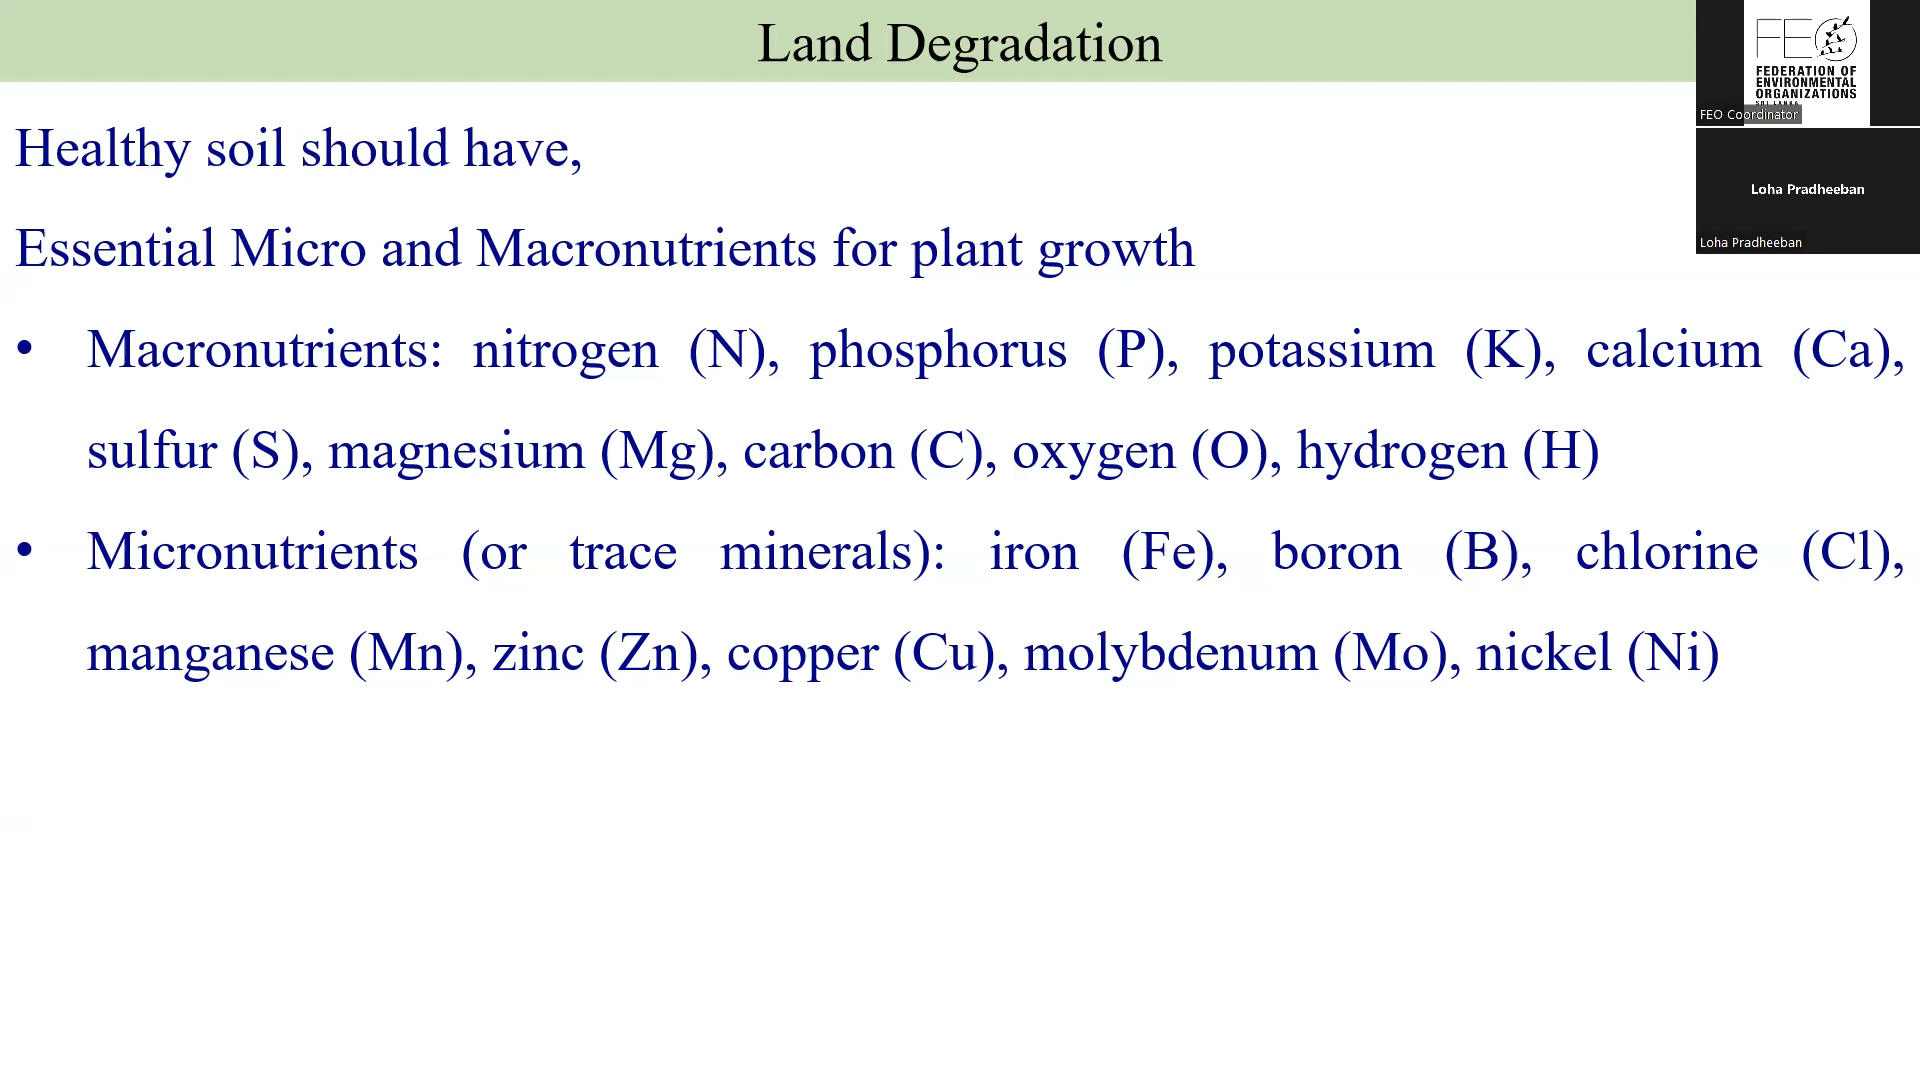 Land Degradation
Healthy soil should have,
Essential Micro and Macronutrients for plant growth
• Macronutrients: nitrogen (N), phosphorus (P), potassium (K), calcium (Ca),
sulfur (S), magnesium (Mg), carbon (C), oxygen (O), hydrogen (H)
• Micronutrients (or trace minerals): iron (Fe), boron (B), chlorine (Cl),
manganese (Mn), zinc (Zn), copper (Cu), molybdenum (Mo), nickel (Ni)
FEO
FEDERATION OF
ENVIRONMENTAL
ORGANIZATIONS
SRI LANKA
FEO Coordinator
Loha Pradheeban
Loha Pradheeban